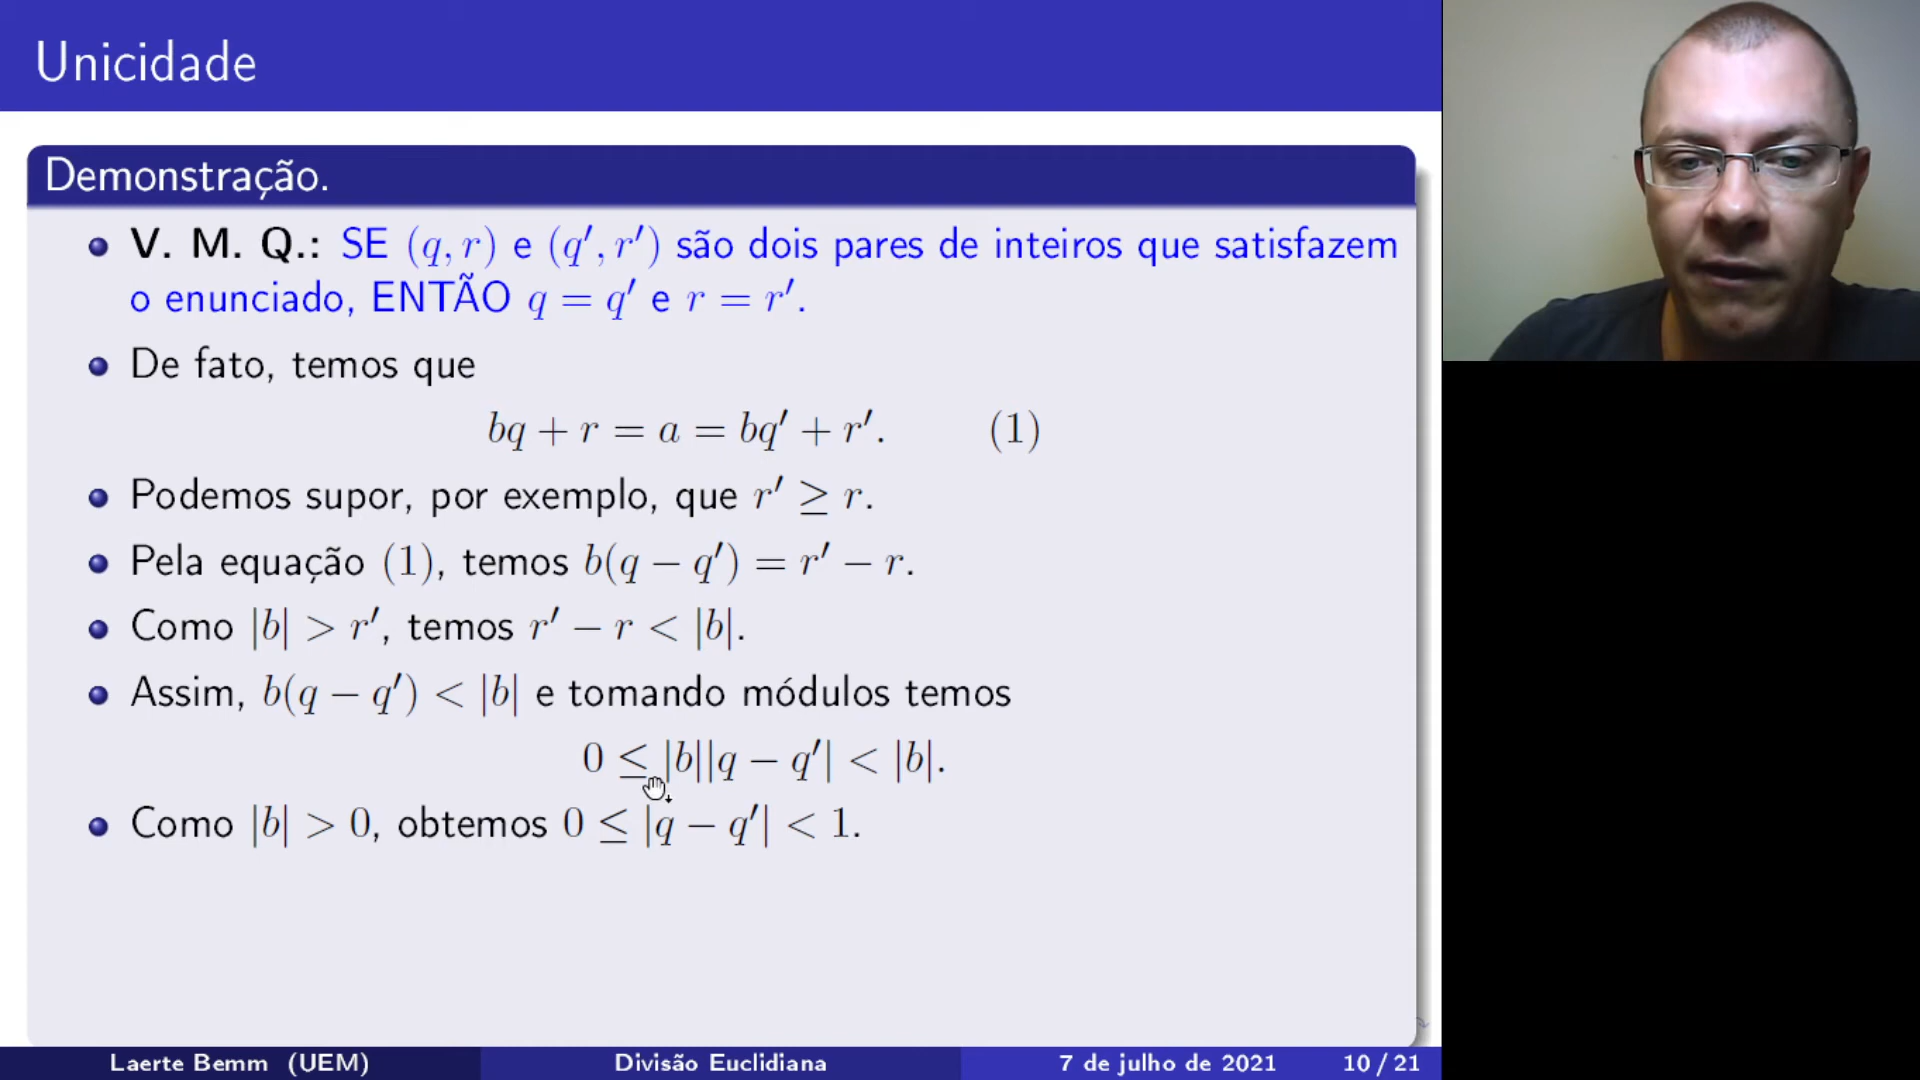 Unicidade
Demonstração.
V. M. Q.: SE (q, r) e (q′, r′) são dois pares de inteiros que satisfazem
o enunciado, ENTÃO q = q′ e r = r′.
De fato, temos que
bq + r = a = bq′ + r′. (1)
Podemos supor, por exemplo, que r′ ≥ r.
Pela equação (1), temos b(q − q′) = r′ − r.
Como |b| > r′, temos r′ − r < |b|.
Assim, b(q − q′) < |b| e tomando módulos temos
0 ≤ |b||q − q′| < |b|.
Como |b| > 0, obtemos 0 ≤ |q − q′| < 1.
Laerte Bemm (UEM) Divisão Euclidiana 7 de julho de 2021 10 / 21